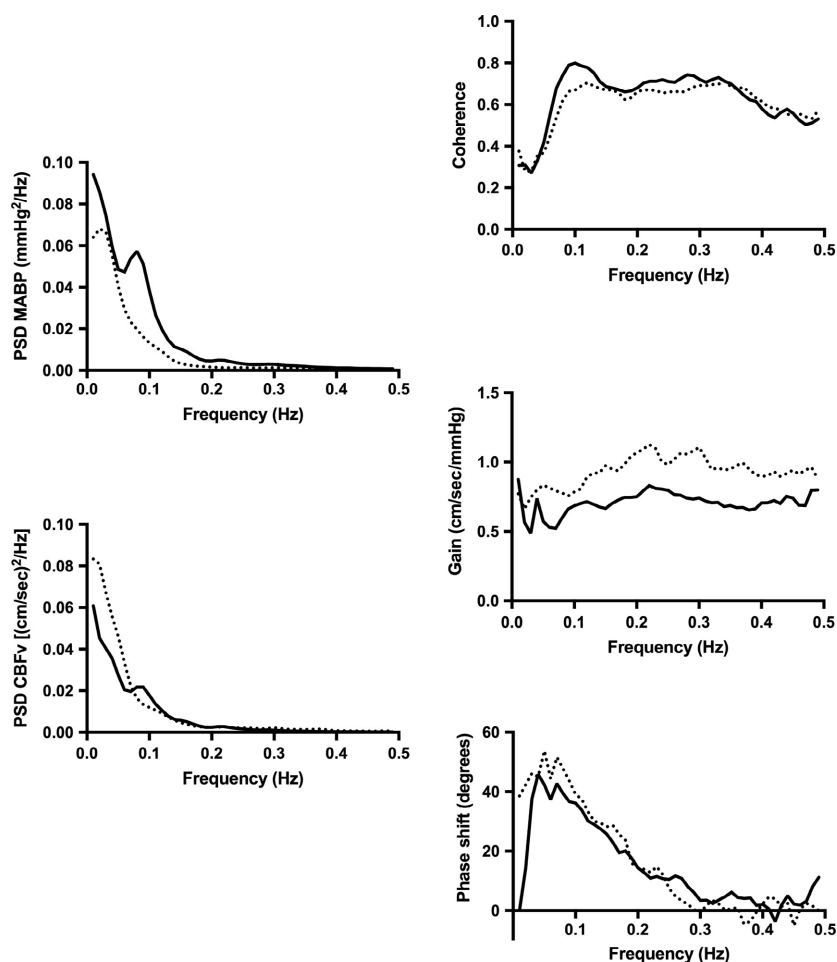 PSD MABP (mmHg²/Hz)
0.10
0.08
0.06
0.04
0.02
0.00
0.0 0.1 0.2 0.3 0.4 0.5
Frequency (Hz)
PSD CBFv [(cm/sec)²/Hz]
0.10
0.08
0.06
0.04
0.02
0.00
0.0 0.1 0.2 0.3 0.4 0.5
Frequency (Hz)
Coherence
1.0
0.8
0.6
0.4
0.2
0.0
0.0 0.1 0.2 0.3 0.4 0.5
Frequency (Hz)
Gain (cm/sec/mmHg)
1.5
1.0
0.5
0.0
0.0 0.1 0.2 0.3 0.4 0.5
Frequency (Hz)
Phase shift (degrees)
60
40
20
0
0.1 0.2 0.3 0.4 0.5
Frequency (Hz)